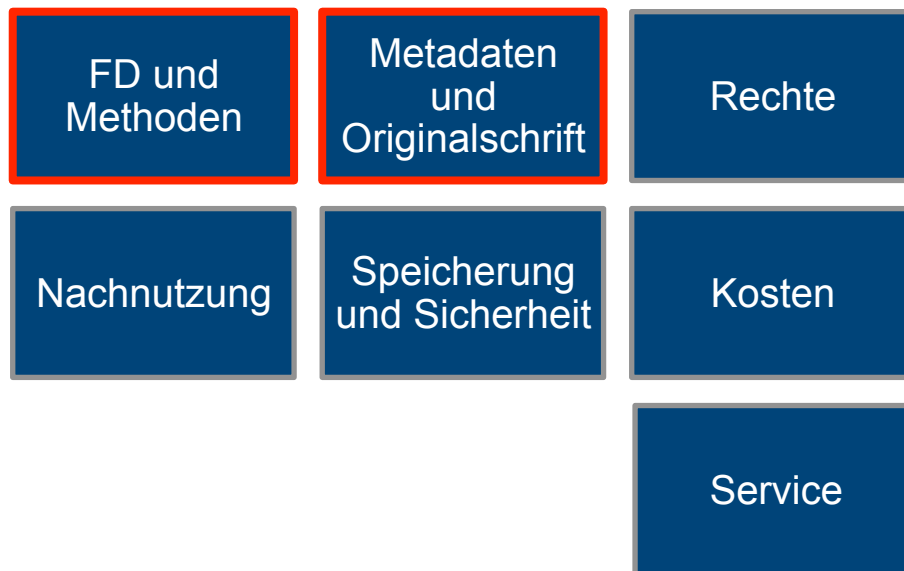 FD und
Methoden
Metadaten
und
Originalschrift
Rechte
Nachnutzung
Speicherung
und Sicherheit
Kosten
Service